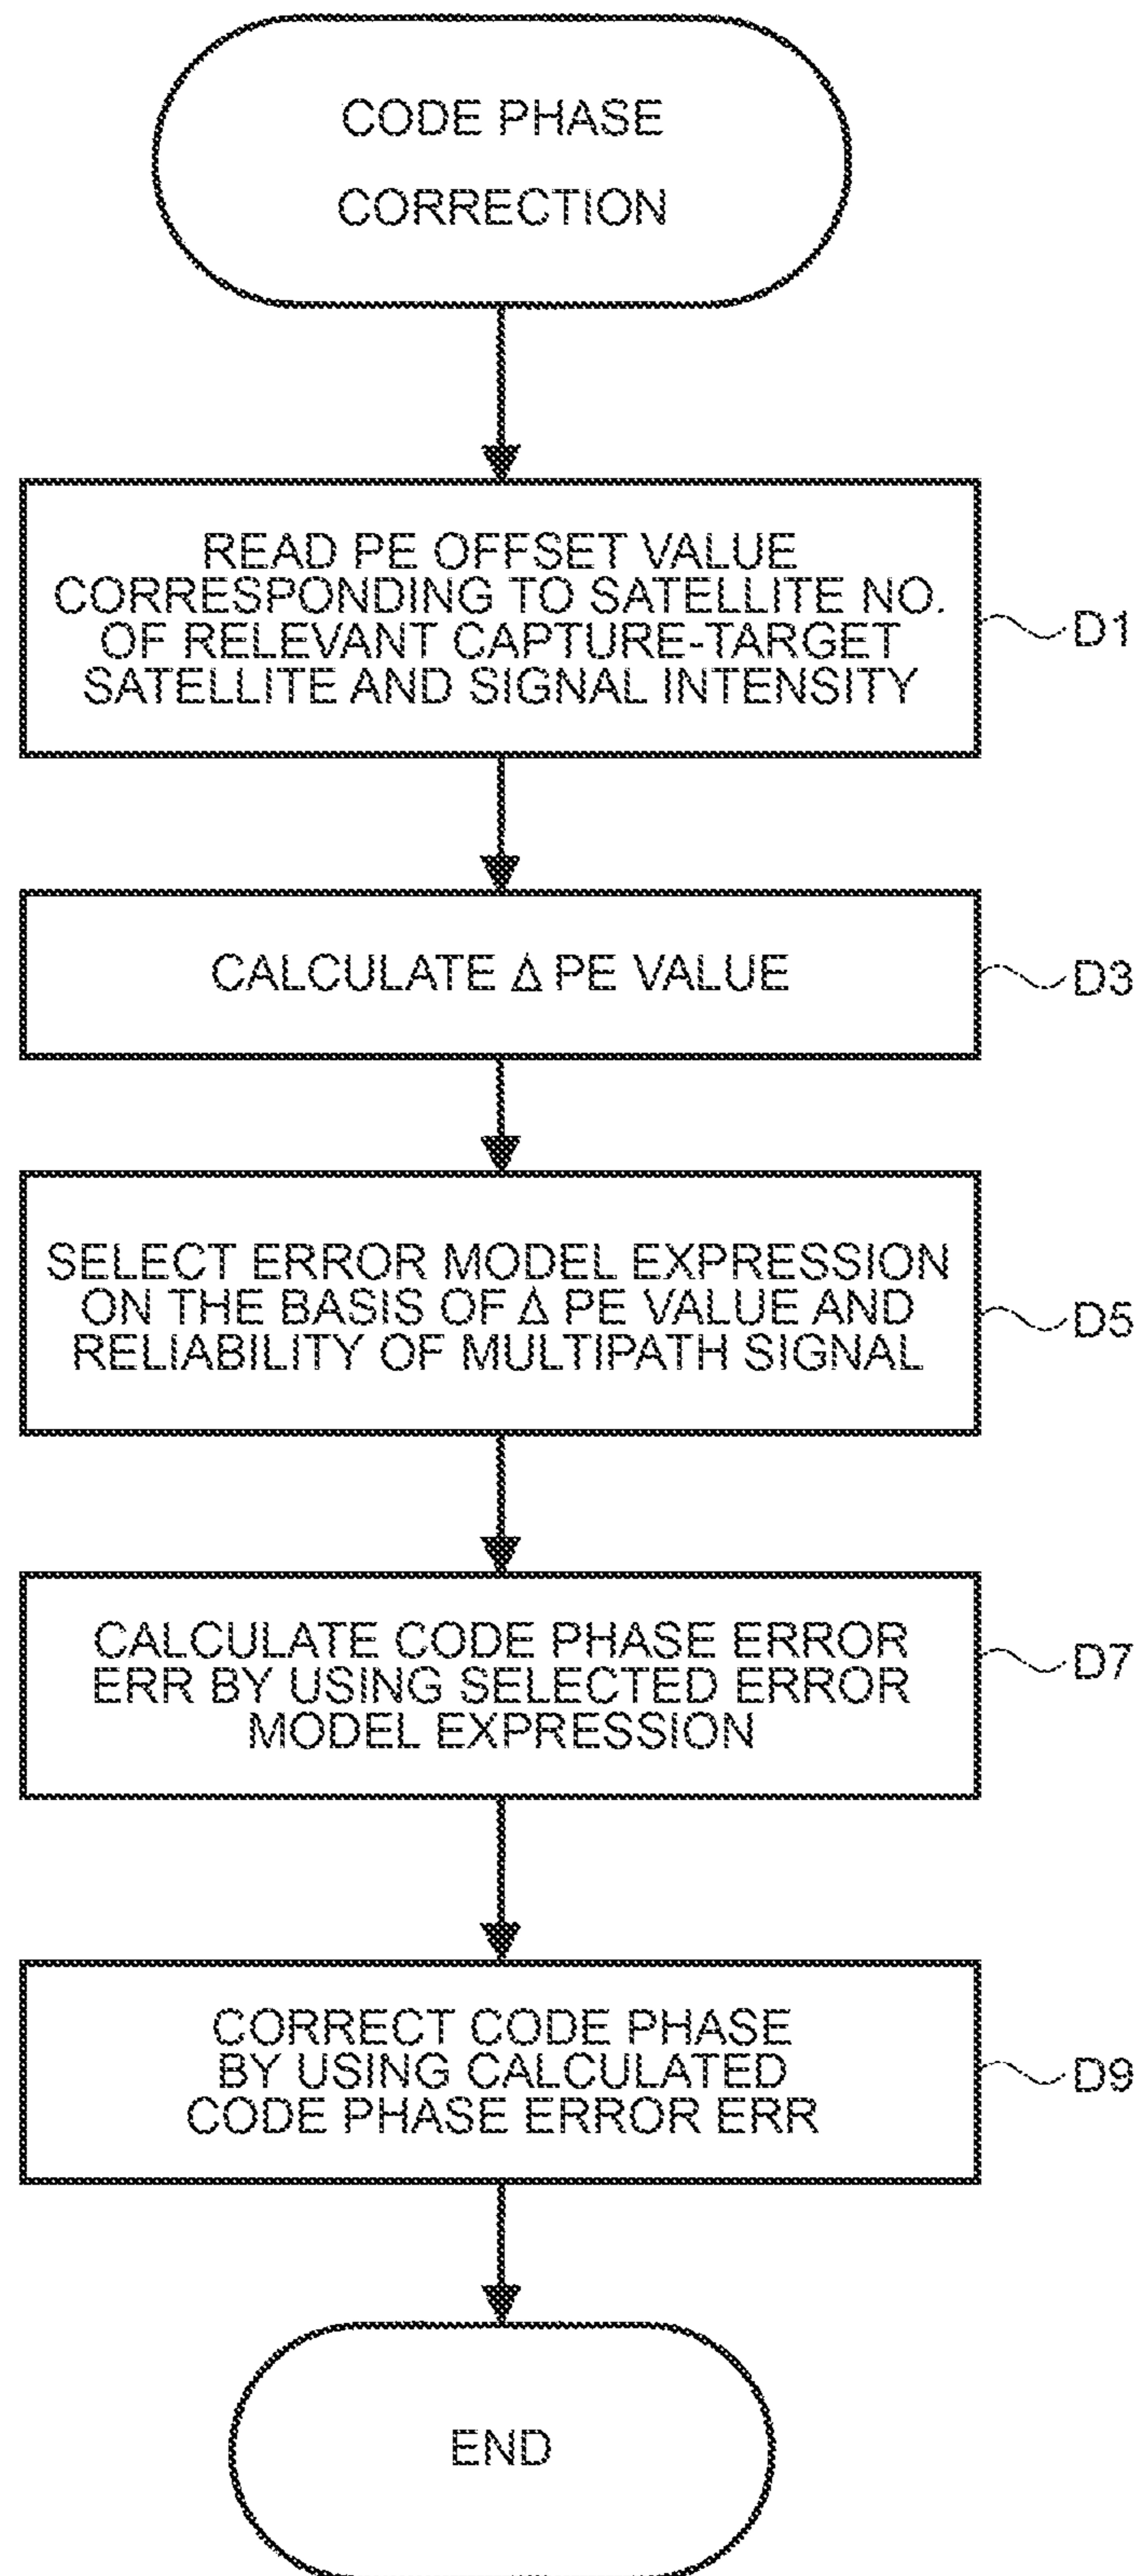 CODE PHASE
CORRECTION
READ PE OFFSET VALUE
CORRESPONDING TO SATELLITE NO.
OF RELEVANT CAPTURE-TARGET
SATELLITE AND SIGNAL INTENSITY
D1
CALCULATE Δ PE VALUE
D3
SELECT ERROR MODEL EXPRESSION
ON THE BASIS OF Δ PE VALUE AND
RELIABILITY OF MULTIPATH SIGNAL
D5
CALCULATE CODE PHASE ERROR
ERR BY USING SELECTED ERROR
MODEL EXPRESSION
D7
CORRECT CODE PHASE
BY USING CALCULATED
CODE PHASE ERROR ERR
D9
END